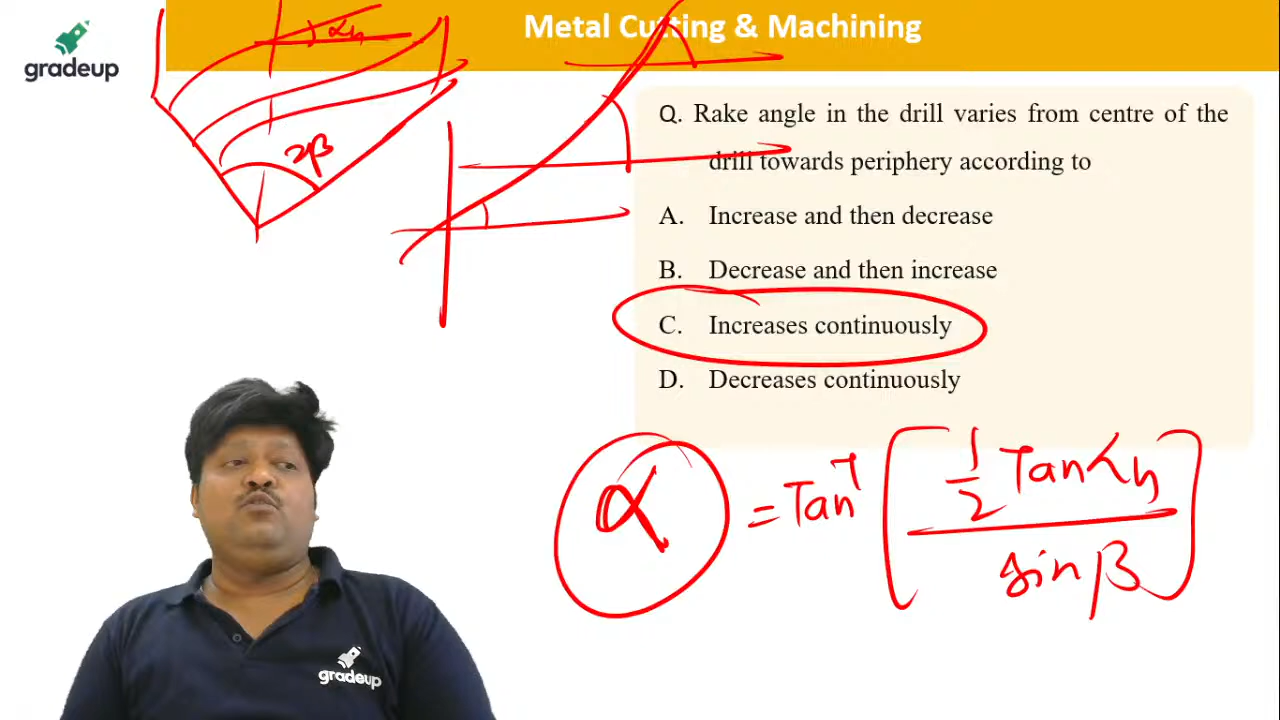 Metal Cutting & Machining
gradeup
αh
2β
Q. Rake angle in the drill varies from centre of the
drill towards periphery according to
A. Increase and then decrease
B. Decrease and then increase
C. Increases continuously
D. Decreases continuously
α = Tan⁻¹ [ 1/2 Tan αh / sin β ]
gradeup